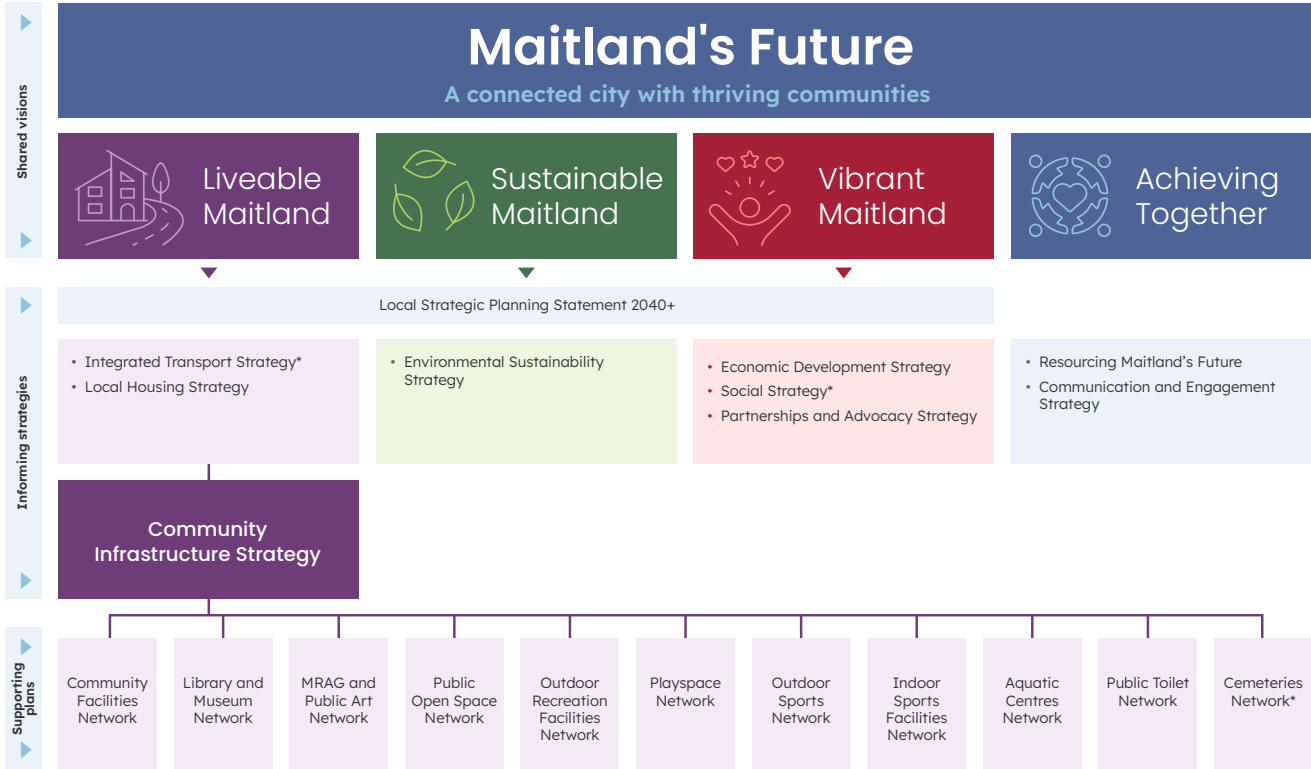 Shared visions
Maitland's Future
A connected city with thriving communities
Liveable
Maitland
Sustainable
Maitland
Vibrant
Maitland
Achieving
Together
Informing strategies
Local Strategic Planning Statement 2040+
• Integrated Transport Strategy*
• Local Housing Strategy
• Environmental Sustainability
Strategy
• Economic Development Strategy
• Social Strategy*
• Partnerships and Advocacy Strategy
• Resourcing Maitland’s Future
• Communication and Engagement
Strategy
Community
Infrastructure Strategy
Supporting
plans
Community
Facilities
Network
Library and
Museum
Network
MRAG and
Public Art
Network
Public
Open Space
Network
Outdoor
Recreation
Facilities
Network
Playspace
Network
Outdoor
Sports
Network
Indoor
Sports
Facilities
Network
Aquatic
Centres
Network
Public Toilet
Network
Cemeteries
Network*